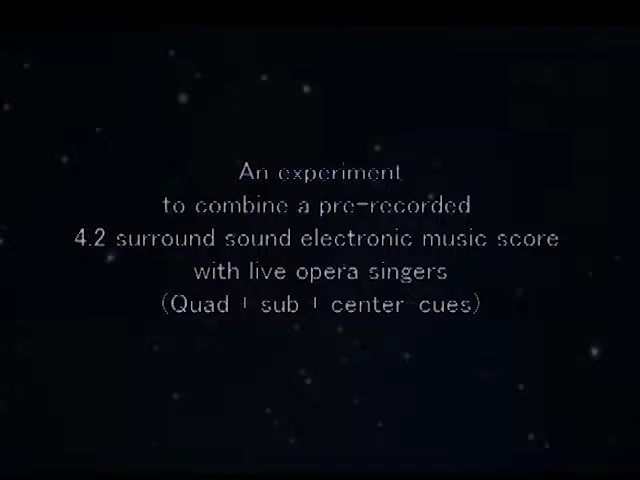 An experiment
to combine a pre-recorded
4.2 surround sound electronic music score
with live opera singers
(Quad + sub + center cues)